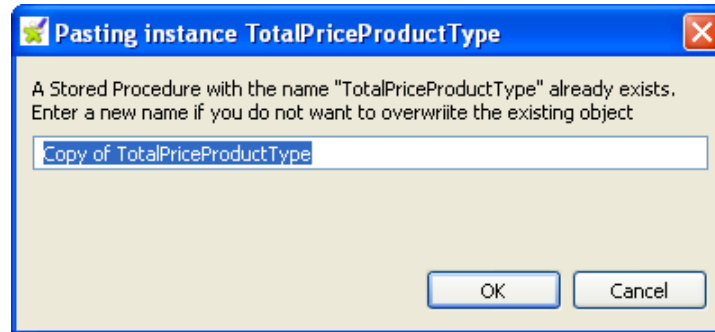 Pasting instance TotalPriceProductType
A Stored Procedure with the name "TotalPriceProductType" already exists.
Enter a new name if you do not want to overwriite the existing object
Copy of TotalPriceProductType
OK Cancel